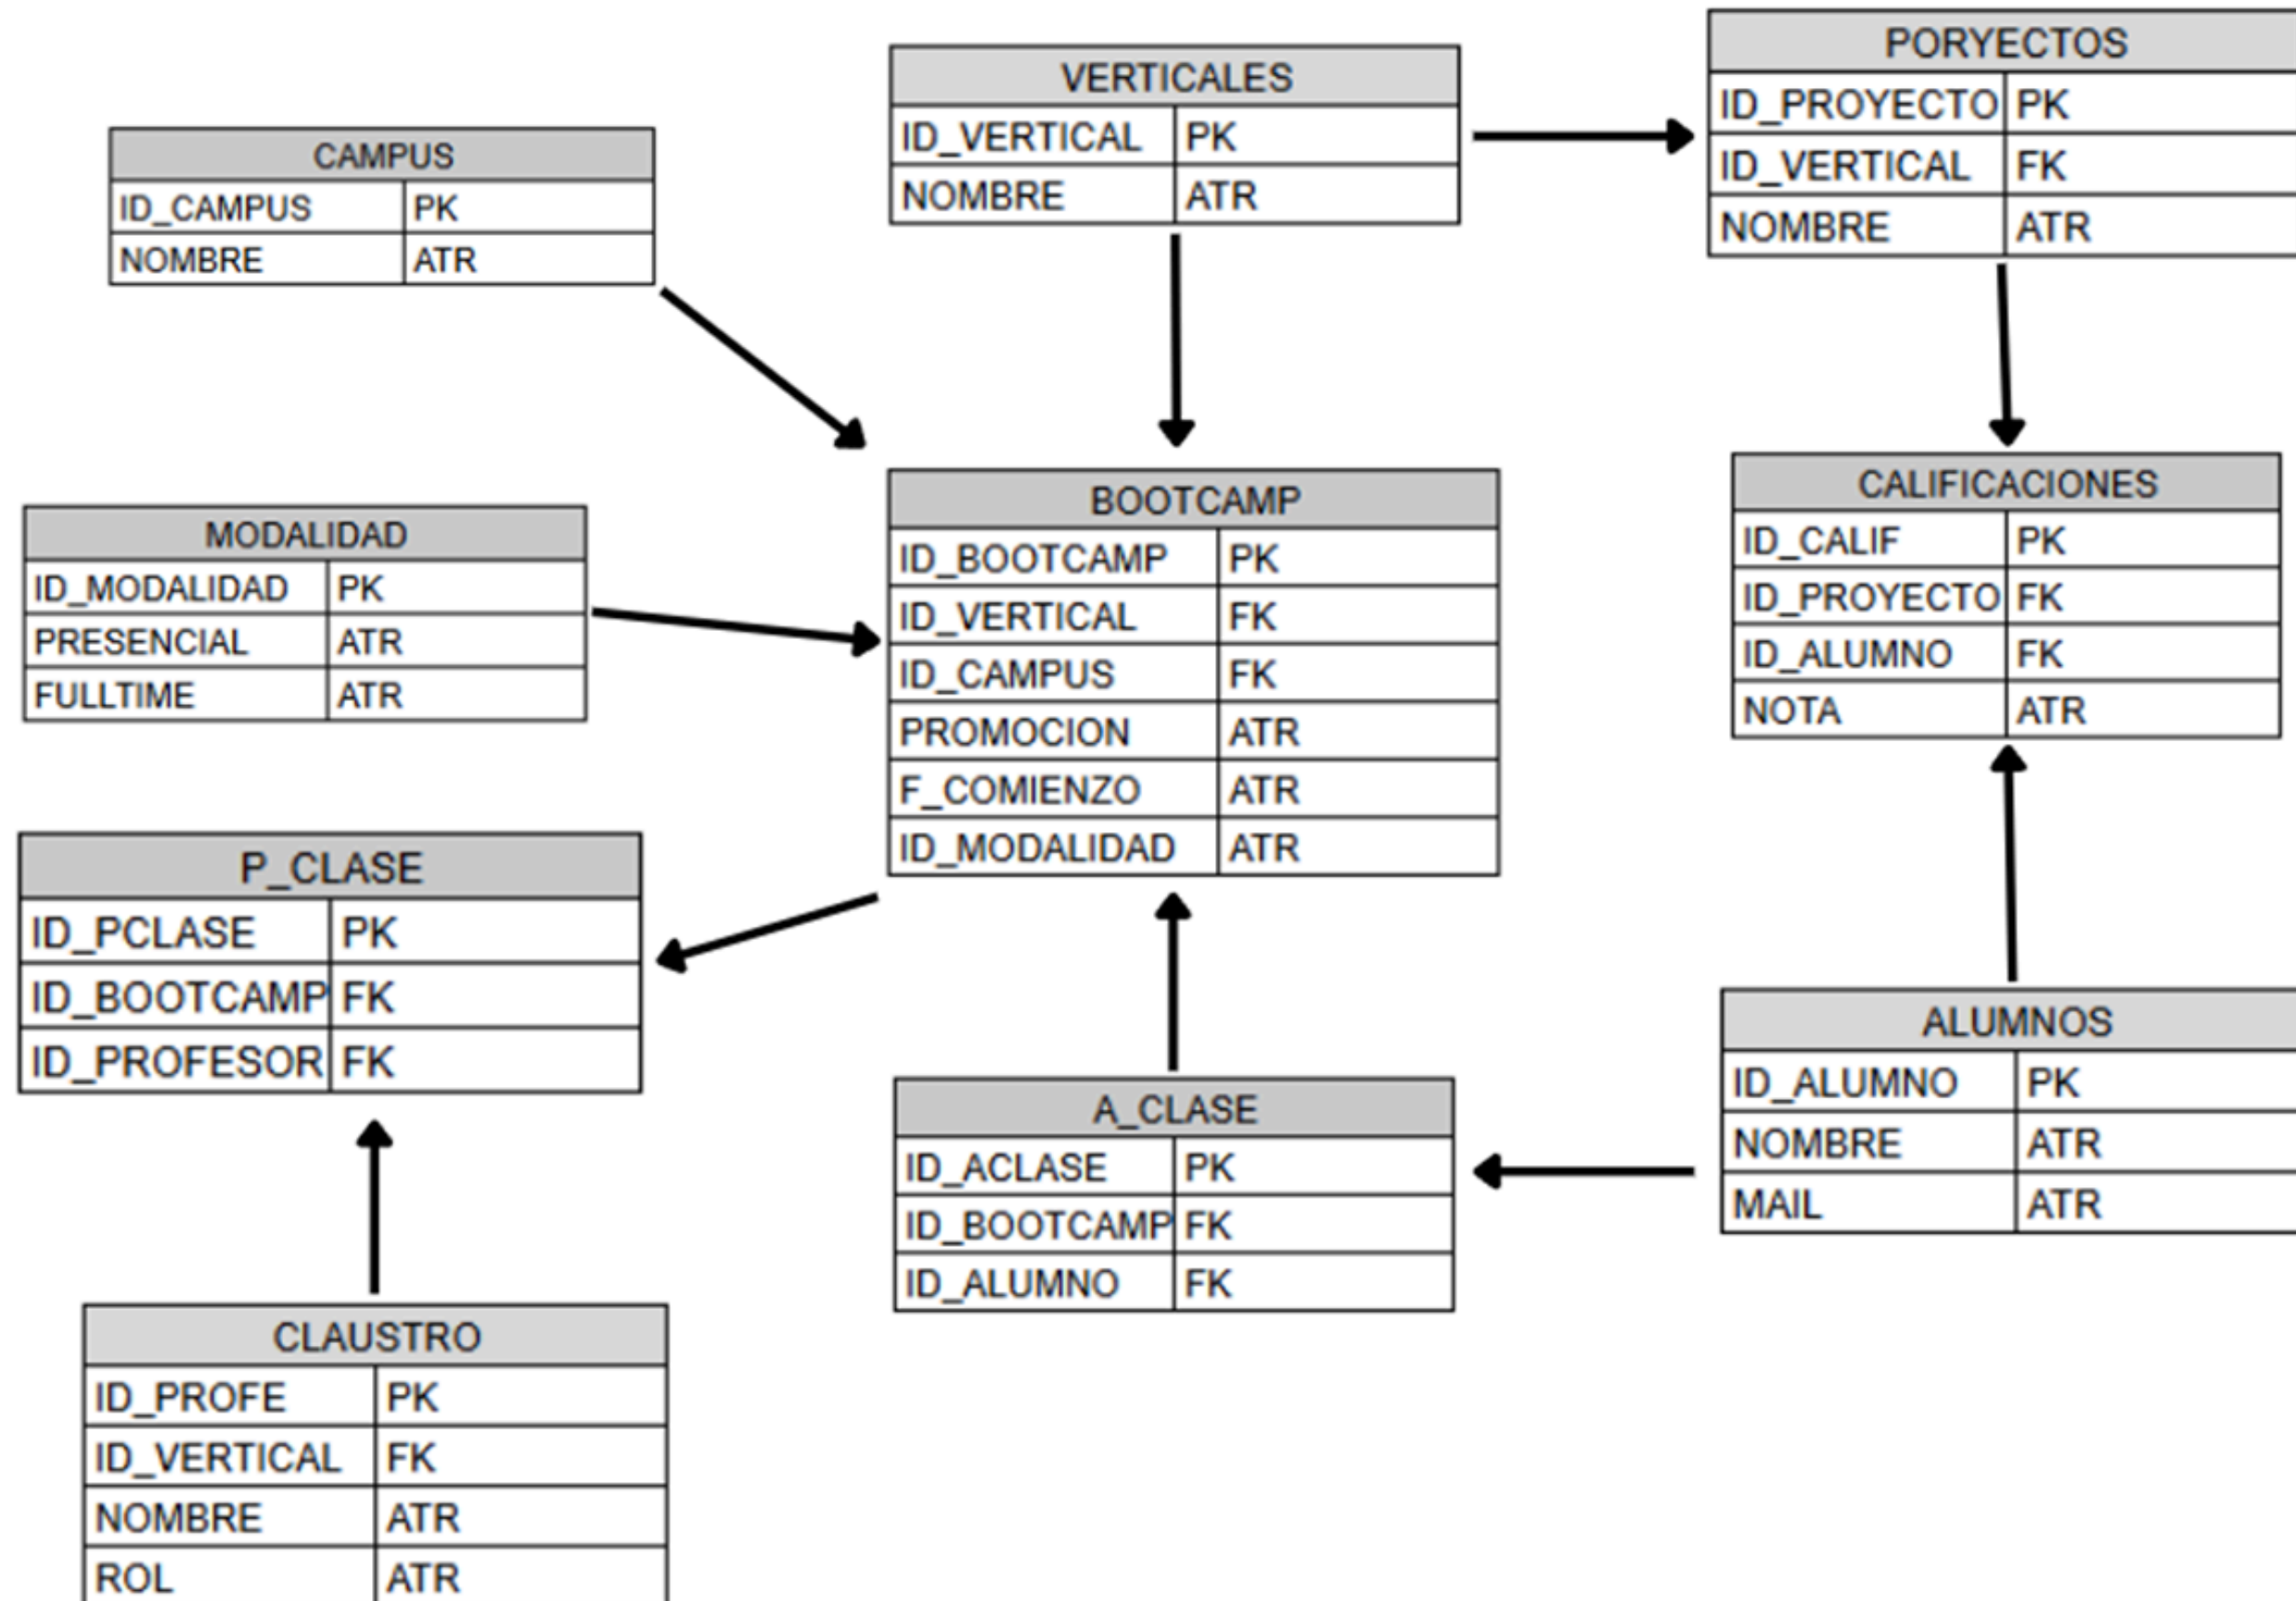 CAMPUS
ID_CAMPUS PK
NOMBRE ATR
VERTICALES
ID_VERTICAL PK
NOMBRE ATR
PORYECTOS
ID_PROYECTO PK
ID_VERTICAL FK
NOMBRE ATR
MODALIDAD
ID_MODALIDAD PK
PRESENCIAL ATR
FULLTIME ATR
BOOTCAMP
ID_BOOTCAMP PK
ID_VERTICAL FK
ID_CAMPUS FK
PROMOCION ATR
F_COMIENZO ATR
ID_MODALIDAD ATR
CALIFICACIONES
ID_CALIF PK
ID_PROYECTO FK
ID_ALUMNO FK
NOTA ATR
P_CLASE
ID_PCLASE PK
ID_BOOTCAMP FK
ID_PROFESOR FK
A_CLASE
ID_ACLASE PK
ID_BOOTCAMP FK
ID_ALUMNO FK
ALUMNOS
ID_ALUMNO PK
NOMBRE ATR
MAIL ATR
CLAUSTRO
ID_PROFE PK
ID_VERTICAL FK
NOMBRE ATR
ROL ATR